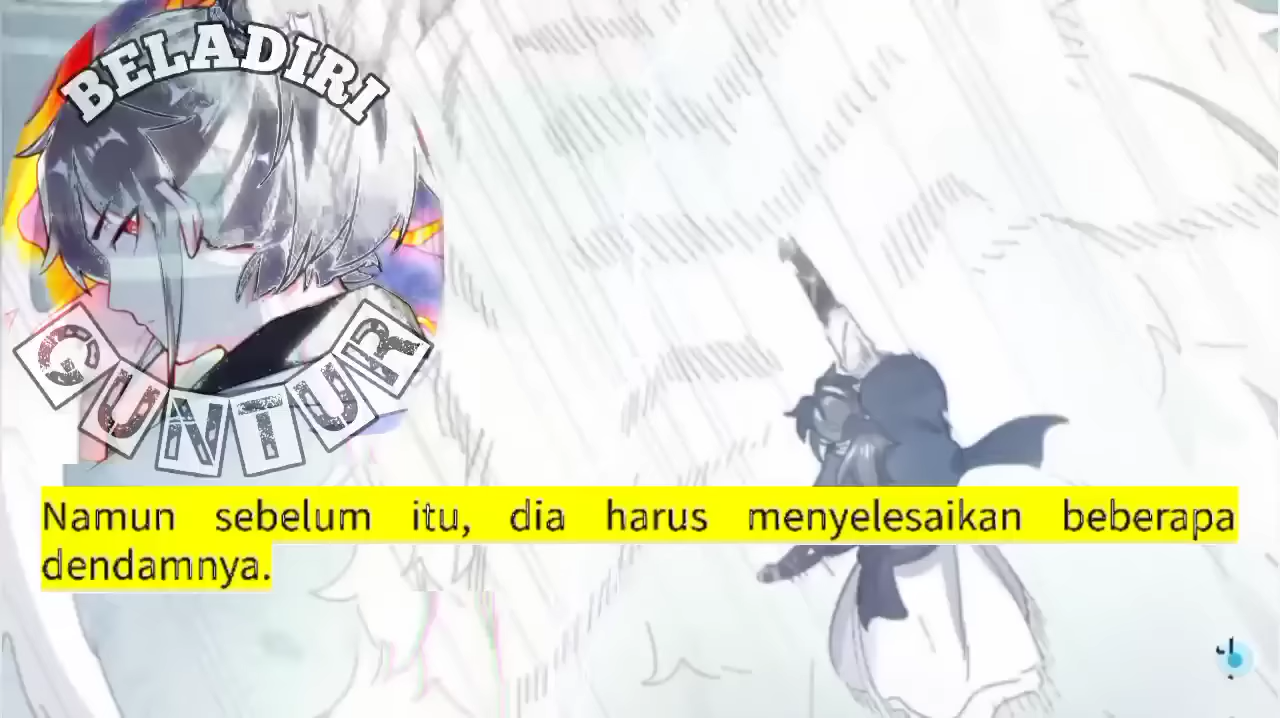 BELADIRI
GUNTUR
Namun sebelum itu, dia harus menyelesaikan beberapa
dendamnya.